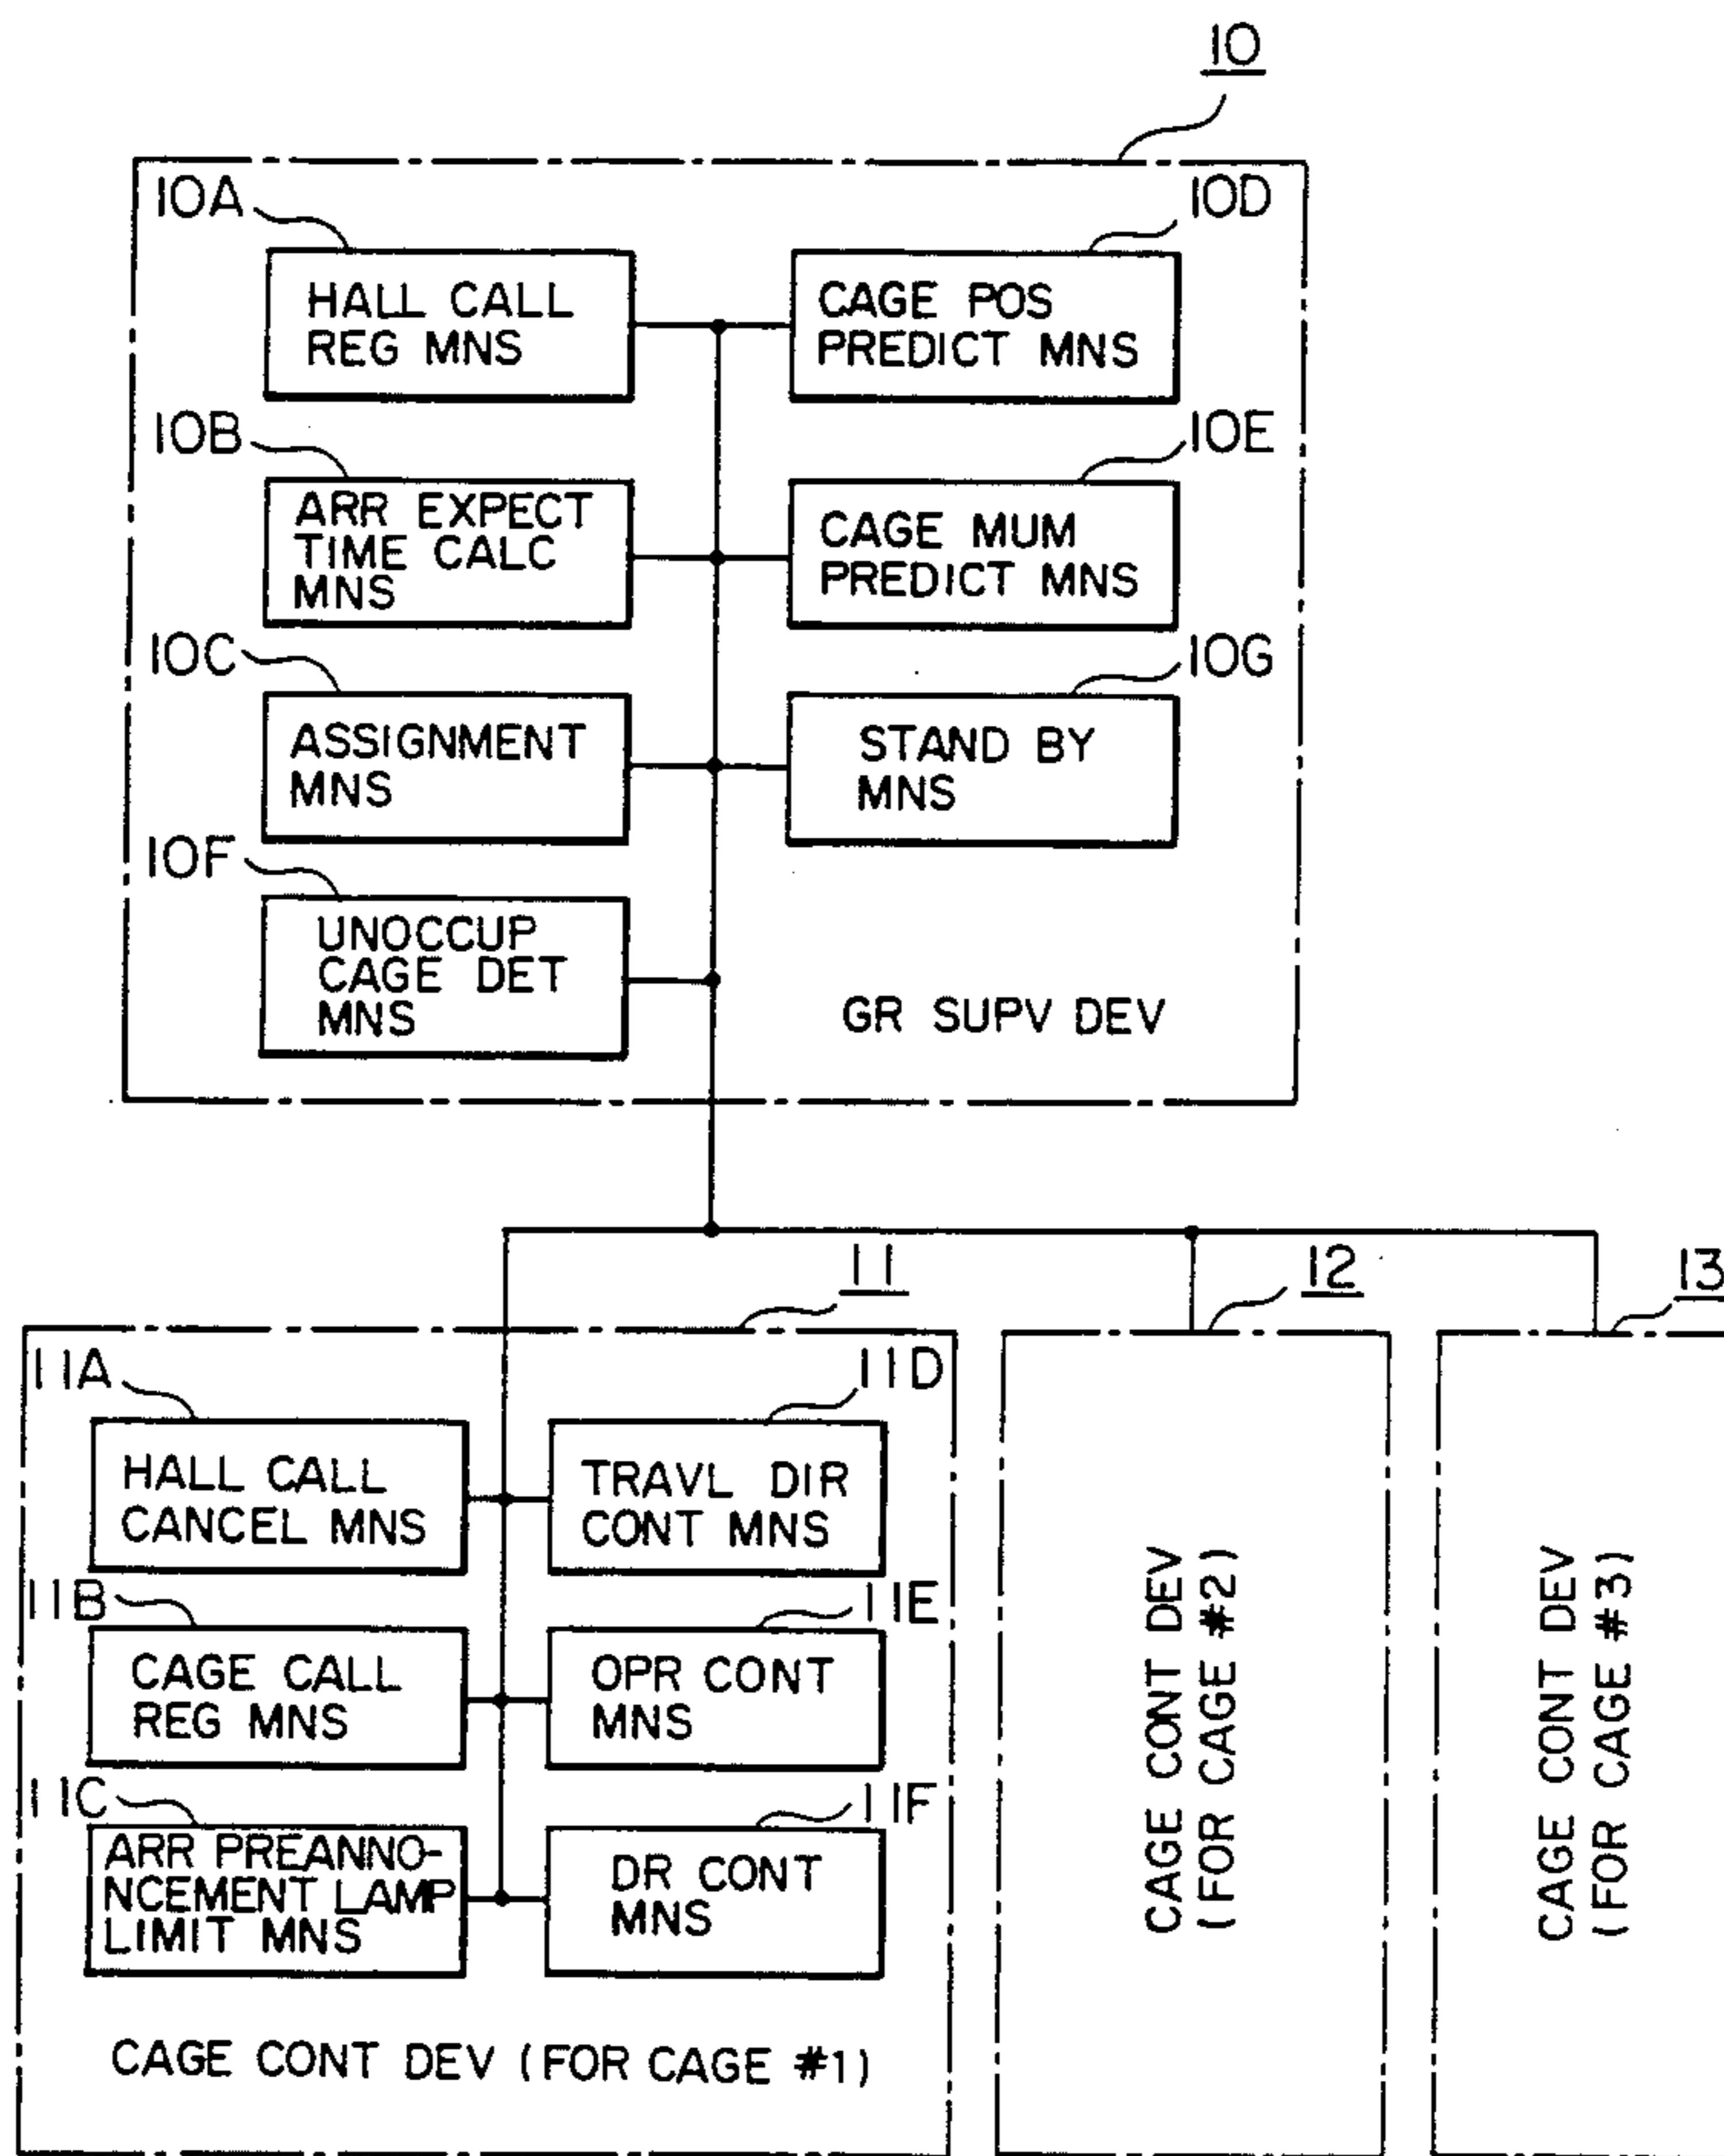 10
10A
10D
HALL CALL
REG MNS
CAGE POS
PREDICT MNS
10B
10E
ARR EXPECT
TIME CALC
MNS
CAGE MUM
PREDICT MNS
10C
10G
ASSIGNMENT
MNS
STAND BY
MNS
10F
UNOCCUP
CAGE DET
MNS
GR SUPV DEV
11
12
13
11A
11D
HALL CALL
CANCEL MNS
TRAVL DIR
CONT MNS
11B
11E
CAGE CALL
REG MNS
OPR CONT
MNS
11C
11F
ARR PREANNO-
NCEMENT LAMP
LIMIT MNS
DR CONT
MNS
CAGE CONT DEV (FOR CAGE #1)
CAGE CONT DEV
(FOR CAGE #2)
CAGE CONT DEV
(FOR CAGE #3)